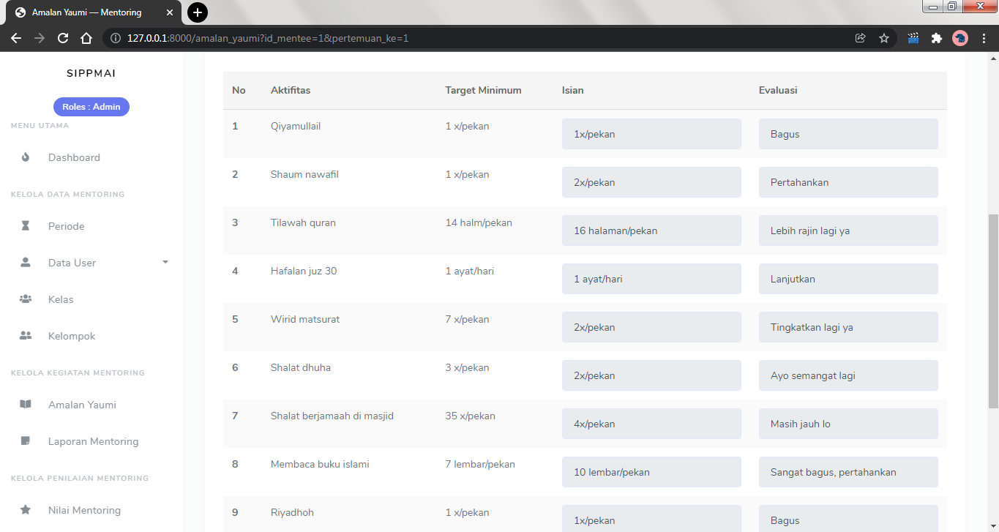 Amalan Yaumi — Mentoring
127.0.0.1:8000/amalan_yaumi?id_mentee=1&pertemuan_ke=1
SIPPMAI
Roles : Admin
MENU UTAMA
Dashboard
KELOLA DATA MENTORING
Periode
Data User
Kelas
Kelompok
KELOLA KEGIATAN MENTORING
Amalan Yaumi
Laporan Mentoring
KELOLA PENILAIAN MENTORING
Nilai Mentoring
No Aktifitas Target Minimum Isian Evaluasi
1 Qiyamullail 1 x/pekan 1x/pekan Bagus
2 Shaum nawafil 1 x/pekan 2x/pekan Pertahankan
3 Tilawah quran 14 halm/pekan 16 halaman/pekan Lebih rajin lagi ya
4 Hafalan juz 30 1 ayat/hari 1 ayat/hari Lanjutkan
5 Wirid matsurat 7 x/pekan 2x/pekan Tingkatkan lagi ya
6 Shalat dhuha 3 x/pekan 2x/pekan Ayo semangat lagi
7 Shalat berjamaah di masjid 35 x/pekan 4x/pekan Masih jauh lo
8 Membaca buku islami 7 lembar/pekan 10 lembar/pekan Sangat bagus, pertahankan
9 Riyadhoh 1 x/pekan 1x/pekan Bagus